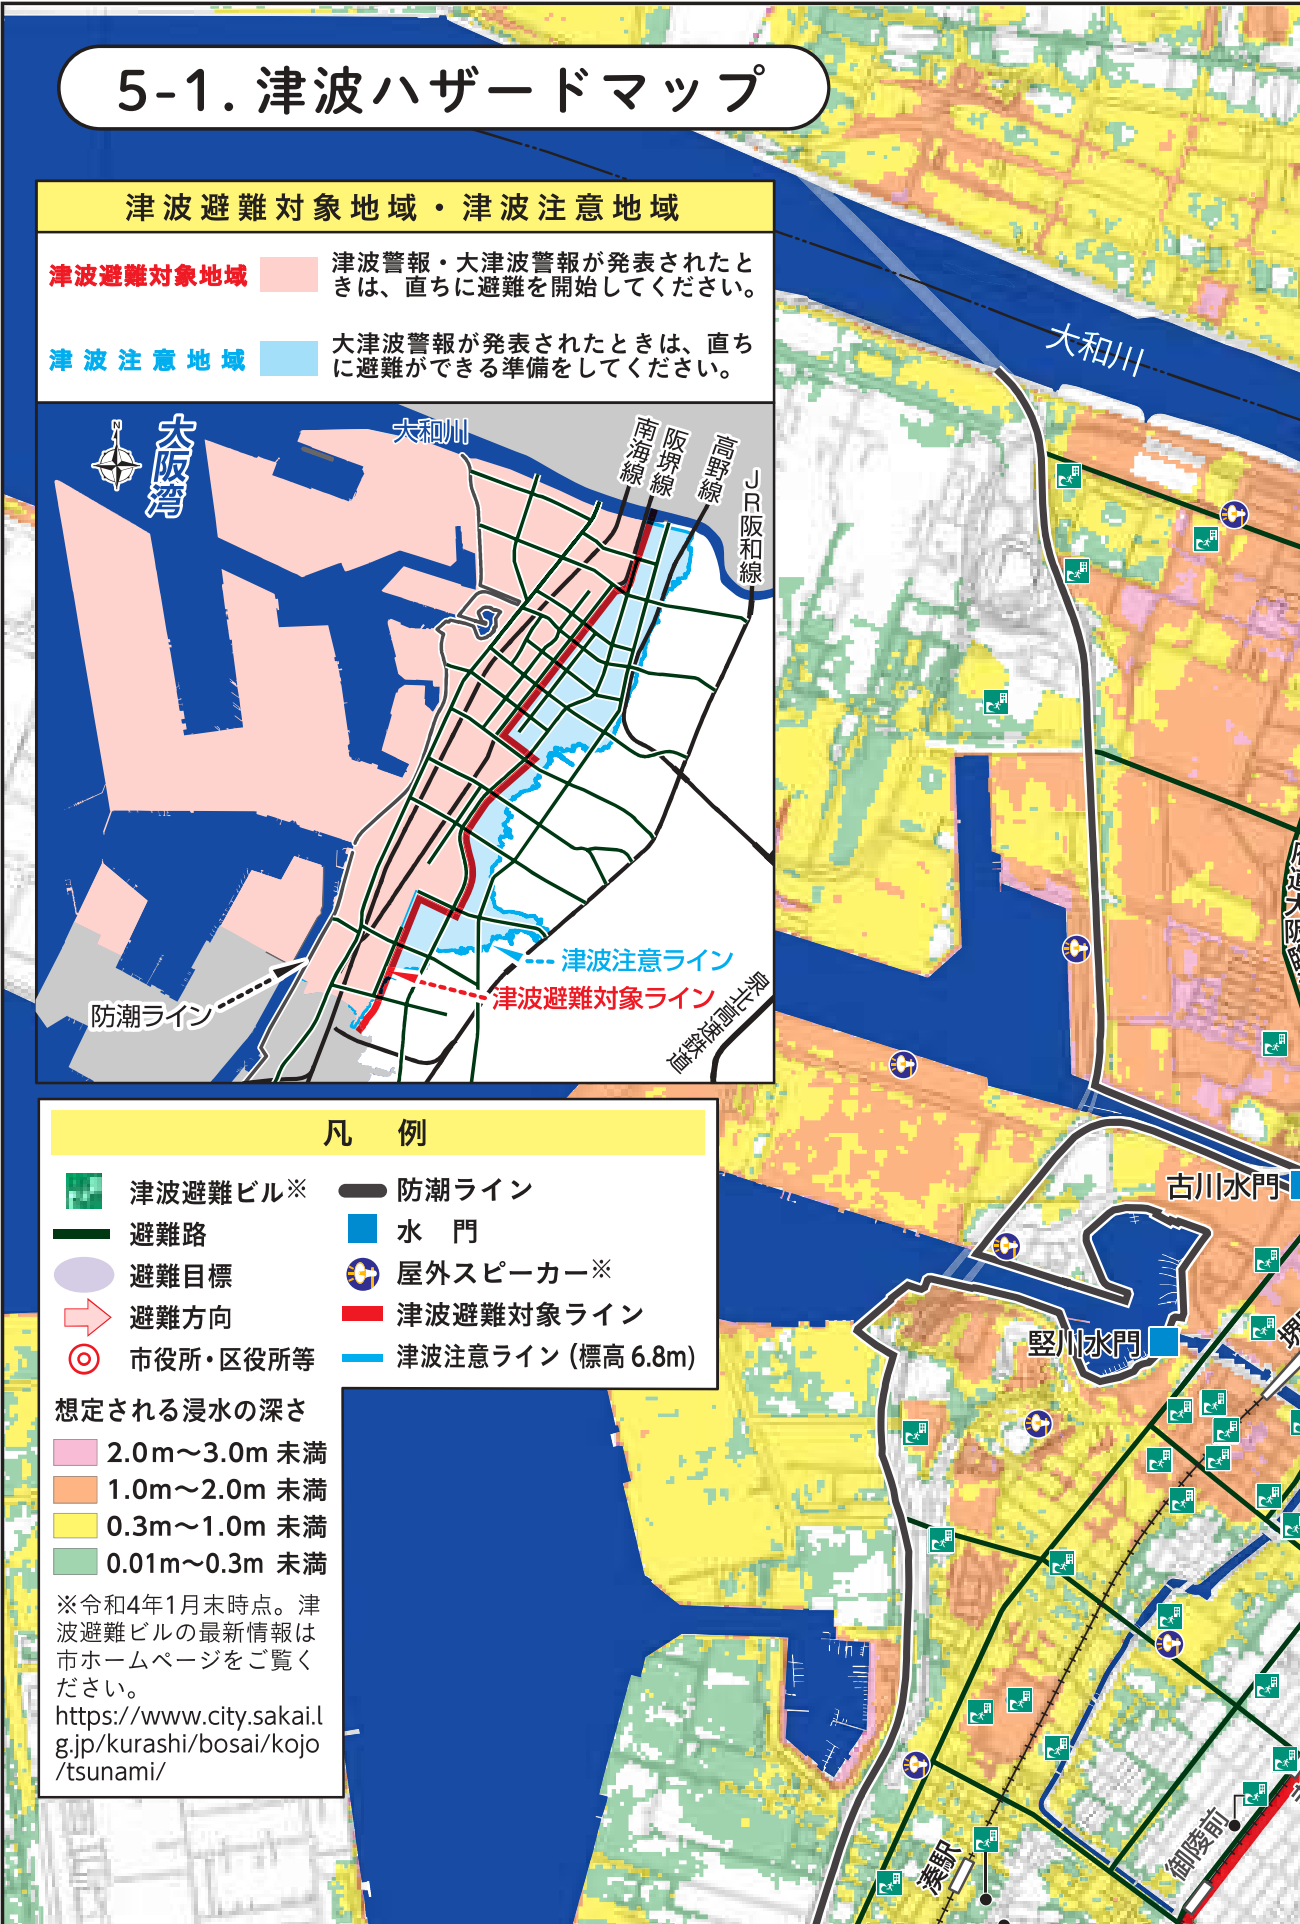 5-1. 津波ハザードマップ
津波避難対象地域・津波注意地域
津波避難対象地域
津波警報・大津波警報が発表されたと
きは、直ちに避難を開始してください。
津波注意地域
大津波警報が発表されたときは、直ち
に避難ができる準備をしてください。
N
大阪湾
大和川
南海線
阪堺線
高野線
JR阪和線
津波注意ライン
津波避難対象ライン
防潮ライン
泉北高速鉄道
凡 例
津波避難ビル※
避難路
避難目標
避難方向
市役所・区役所等
防潮ライン
水 門
屋外スピーカー※
津波避難対象ライン
津波注意ライン (標高 6.8m)
想定される浸水の深さ
2.0m～3.0m 未満
1.0m～2.0m 未満
0.3m～1.0m 未満
0.01m～0.3m 未満
※令和4年1月末時点。津
波避難ビルの最新情報は
市ホームページをご覧く
ださい。
https://www.city.sakai.l
g.jp/kurashi/bosai/kojo
/tsunami/
大和川
古川水門
竪川水門
堺
湊駅
御陵前